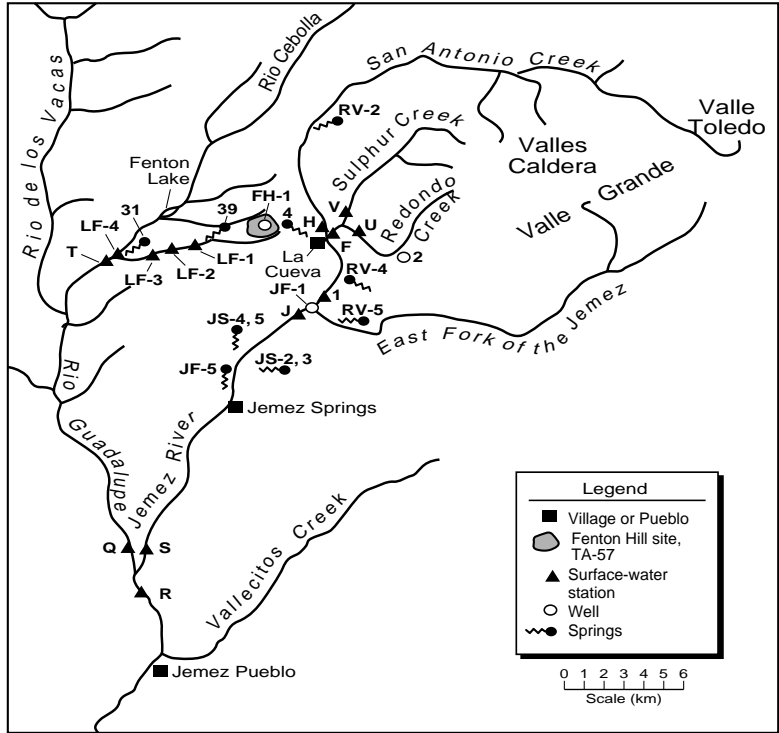 San Antonio Creek
Rio Cebolla
Rio de los Vacas
RV-2
Sulphur Creek
Valle
Toledo
Valles
Caldera
Fenton
Lake
Redondo
Creek
Valle Grande
FH-1
39
4
31
V
H
U
F
LF-4
T
LF-3
LF-2
LF-1
La
Cueva
2
RV-4
JF-1
1
J
RV-5
East Fork of the Jemez
JS-4, 5
JF-5
JS-2, 3
Rio
Guadalupe
Jemez Springs
Jemez River
Vallecitos Creek
Q
S
R
Jemez Pueblo
Legend
Village or Pueblo
Fenton Hill site,
TA-57
Surface-water
station
Well
Springs
0 1 2 3 4 5 6
Scale (km)